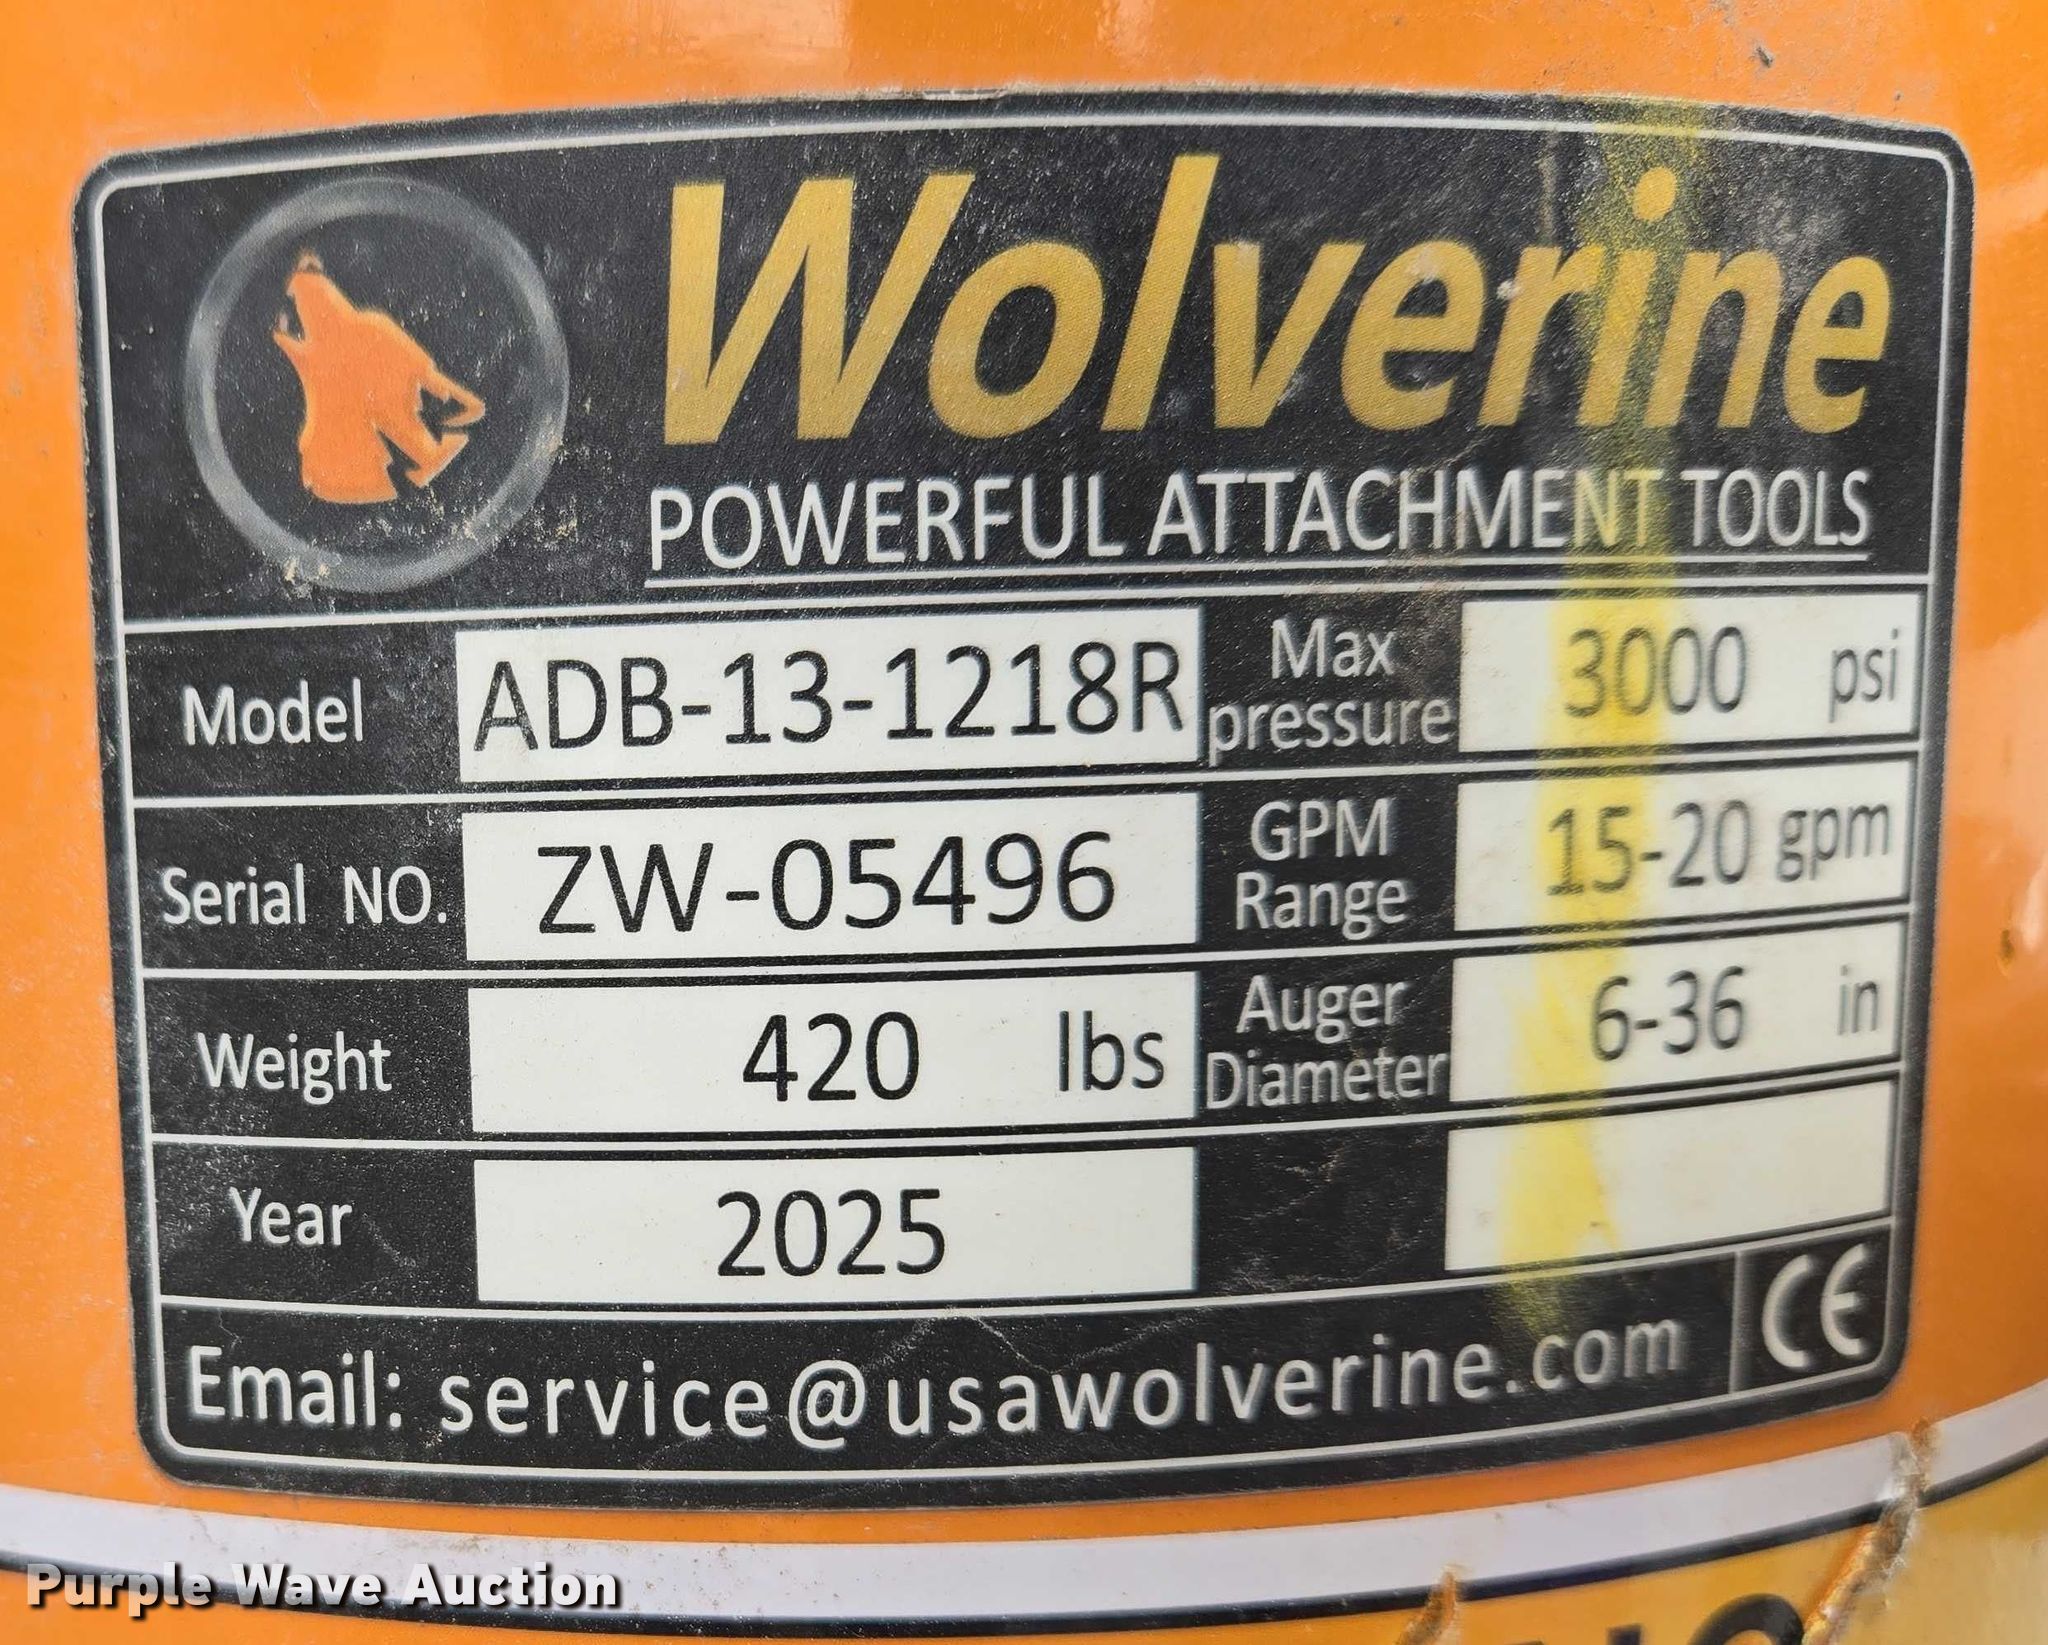 Wolverine
POWERFUL ATTACHMENT TOOLS
Model ADB-13-1218R Max pressure 3000 psi
Serial NO. ZW-05496 GPM Range 15-20 gpm
Weight 420 lbs Auger Diameter 6-36 in
Year 2025
Email: service@usawolverine.com CE
Purple Wave Auction